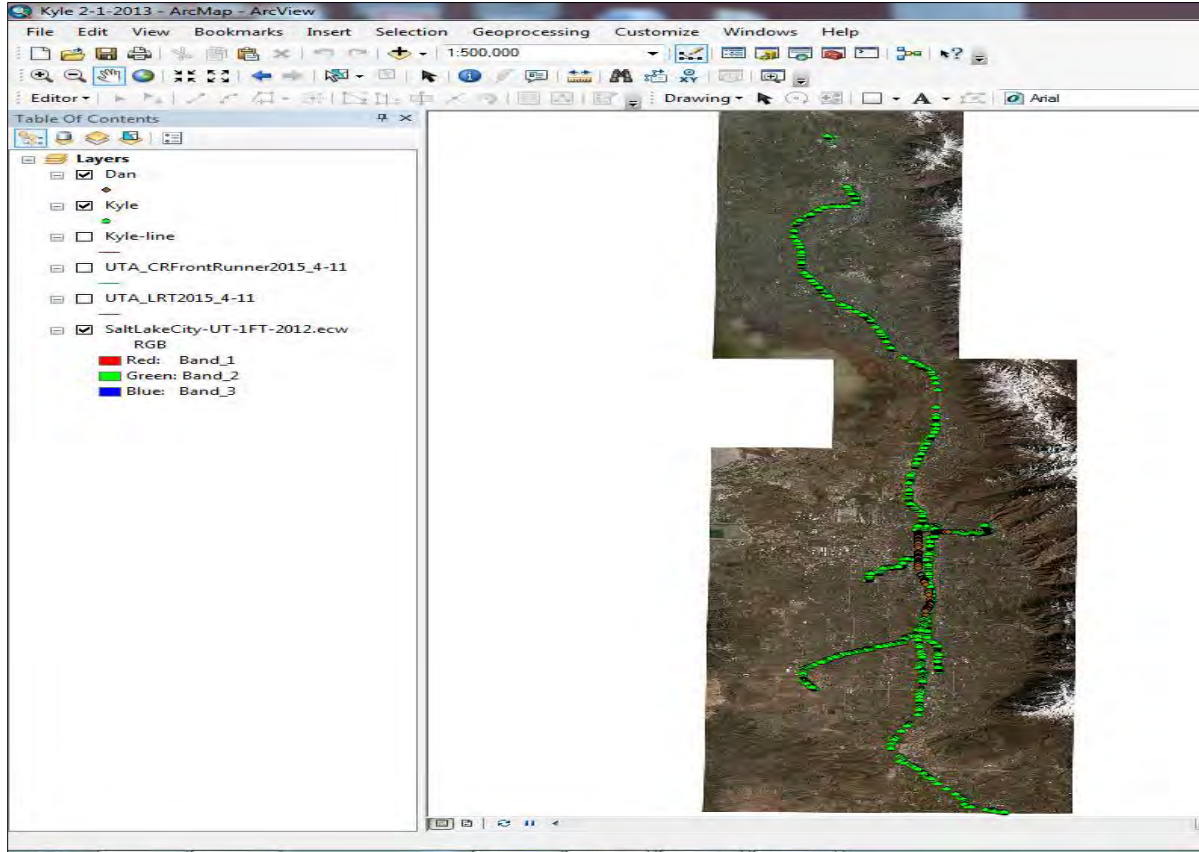 Kyle 2-1-2013 - ArcMap - ArcView
File Edit View Bookmarks Insert Selection Geoprocessing Customize Windows Help
1:500,000
Editor Drawing A Arial
Table Of Contents
Layers
Dan
Kyle
Kyle-line
UTA_CRFrontRunner2015_4-11
UTA_LRT2015_4-11
SaltLakeCity-UT-1FT-2012.ecw
RGB
Red: Band_1
Green: Band_2
Blue: Band_3